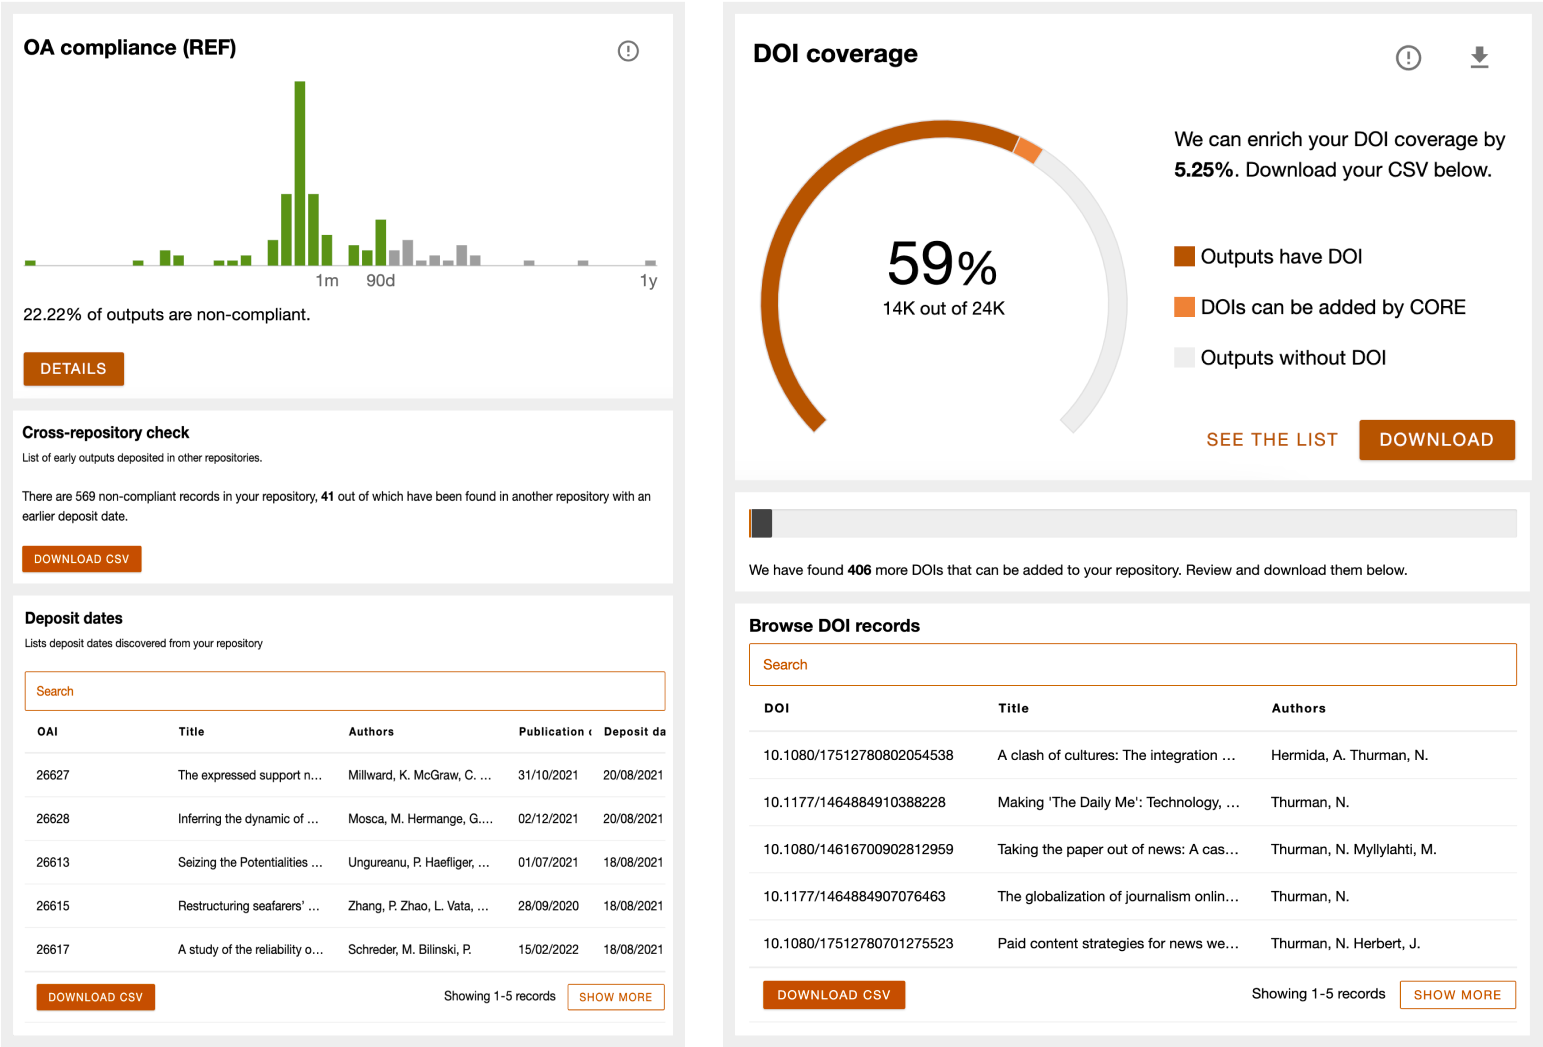 OA compliance (REF)
1m 90d 1y
22.22% of outputs are non-compliant.
DETAILS
Cross-repository check
List of early outputs deposited in other repositories.
There are 569 non-compliant records in your repository, 41 out of which have been found in another repository with an
earlier deposit date.
DOWNLOAD CSV
Deposit dates
Lists deposit dates discovered from your repository
Search
OAI Title Authors Publication Deposit da
26627 The expressed support n... Millward, K. McGraw, C. ... 31/10/2021 20/08/2021
26628 Inferring the dynamic of ... Mosca, M. Hermange, G.... 02/12/2021 20/08/2021
26613 Seizing the Potentialities ... Ungureanu, P. Haefliger, ... 01/07/2021 18/08/2021
26615 Restructuring seafarers' ... Zhang, P. Zhao, L. Vata, ... 28/09/2020 18/08/2021
26617 A study of the reliability o... Schreder, M. Bilinski, P. 15/02/2022 18/08/2021
DOWNLOAD CSV Showing 1-5 records SHOW MORE
DOI coverage
We can enrich your DOI coverage by
5.25%. Download your CSV below.
59%
14K out of 24K
Outputs have DOI
DOIs can be added by CORE
Outputs without DOI
SEE THE LIST DOWNLOAD
We have found 406 more DOIs that can be added to your repository. Review and download them below.
Browse DOI records
Search
DOI Title Authors
10.1080/17512780802054538 A clash of cultures: The integration ... Hermida, A. Thurman, N.
10.1177/1464884910388228 Making 'The Daily Me': Technology, ... Thurman, N.
10.1080/14616700902812959 Taking the paper out of news: A cas... Thurman, N. Myllylahti, M.
10.1177/1464884907076463 The globalization of journalism onlin... Thurman, N.
10.1080/17512780701275523 Paid content strategies for news we... Thurman, N. Herbert, J.
DOWNLOAD CSV Showing 1-5 records SHOW MORE